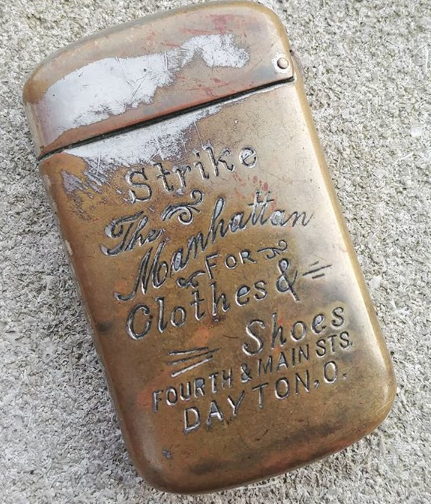 Strike
The
Manhattan
FOR
Clothes &
Shoes
FOURTH & MAIN STS.
DAYTON, O.